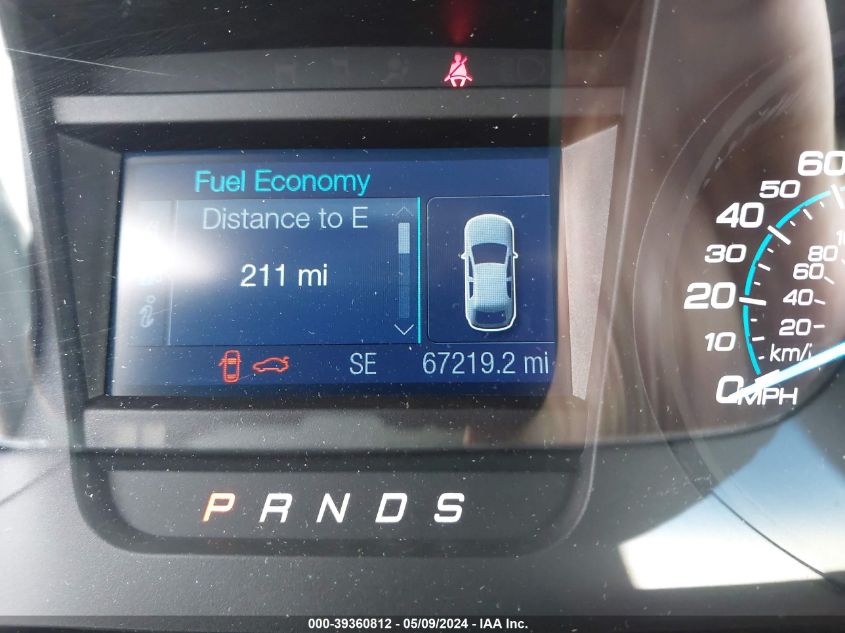 Fuel Economy
Distance to E
211 mi
SE 67219.2 mi
P R N D S
60
50
40
30
20
10
0 MPH
80
60
40
20
km/
000-39360812 - 05/09/2024 - IAA Inc.